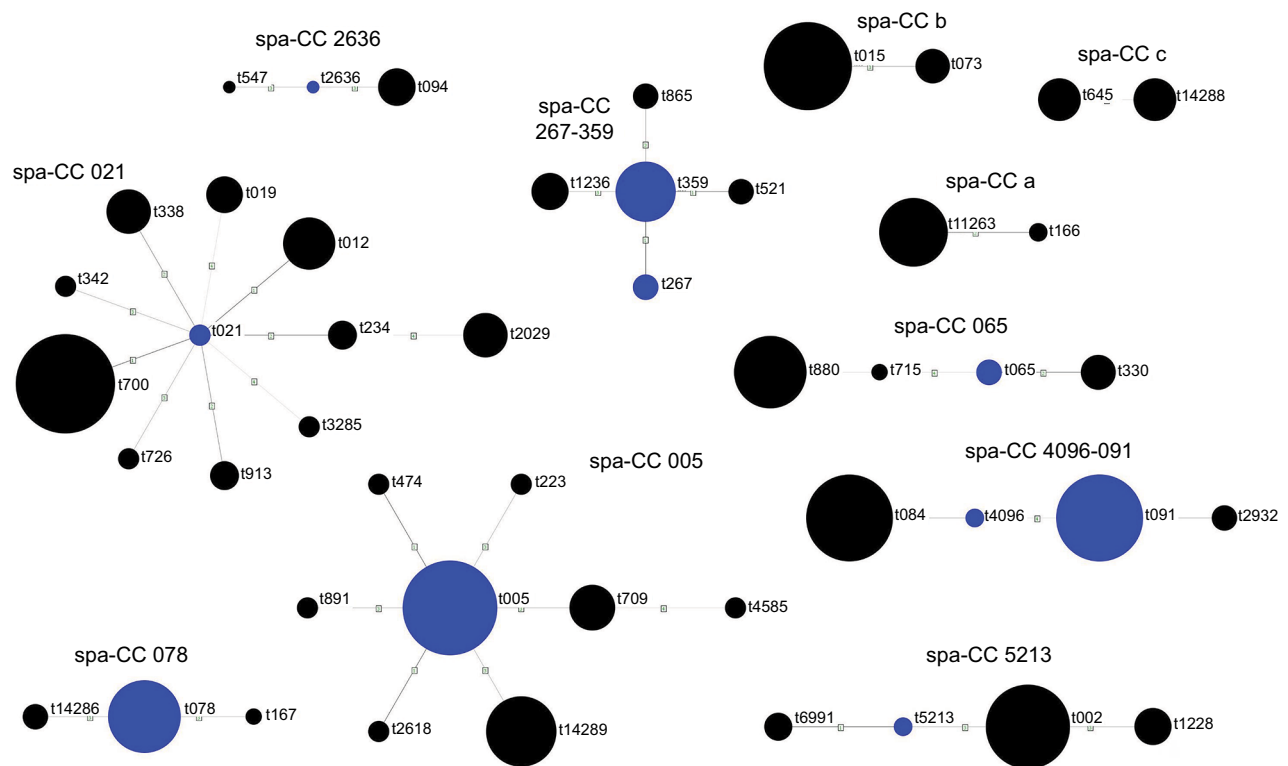 spa-CC 2636
t547
t2636
t094
spa-CC b
t015
t073
spa-CC c
t645
t14288
spa-CC
267-359
t865
t1236
t359
t521
t267
spa-CC 021
t338
t019
t012
t342
t021
t234
t2029
t700
t3285
t726
t913
spa-CC a
t11263
t166
spa-CC 065
t880
t715
t065
t330
spa-CC 005
t474
t223
t891
t005
t709
t4585
t2618
t14289
spa-CC 4096-091
t084
t4096
t091
t2932
spa-CC 078
t14286
t078
t167
spa-CC 5213
t6991
t5213
t002
t1228